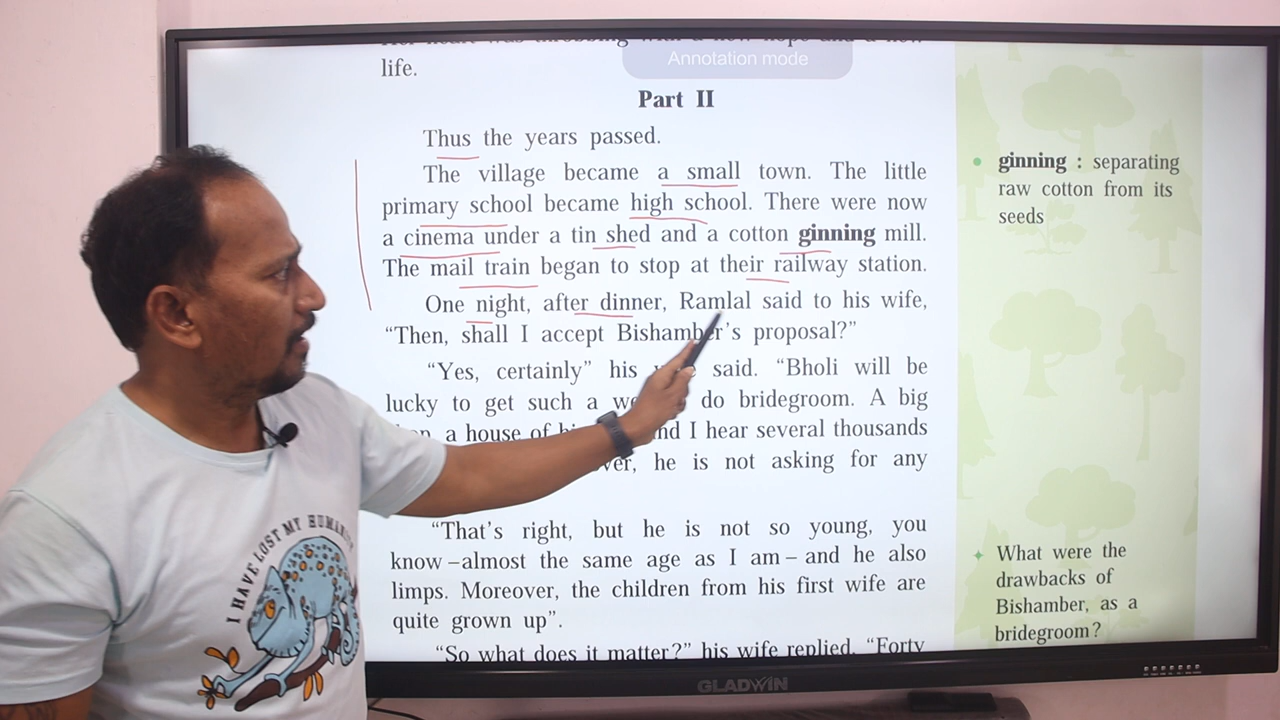 life.
Annotation mode
Part II
Thus the years passed.
The village became a small town. The little
primary school became high school. There were now
a cinema under a tin shed and a cotton ginning mill.
The mail train began to stop at their railway station.
One night, after dinner, Ramlal said to his wife,
“Then, shall I accept Bishamber’s proposal?”
“Yes, certainly” his said. “Bholi will be
lucky to get such a do bridegroom. A big
a house of and I hear several thousands
he is not asking for any
“That’s right, but he is not so young, you
know – almost the same age as I am – and he also
limps. Moreover, the children from his first wife are
quite grown up”.
“So what does it matter?” his wife replied. “Forty
• ginning : separating
raw cotton from its
seeds
What were the
drawbacks of
Bishamber, as a
bridegroom?
I HAVE LOST MY
GLADWIN